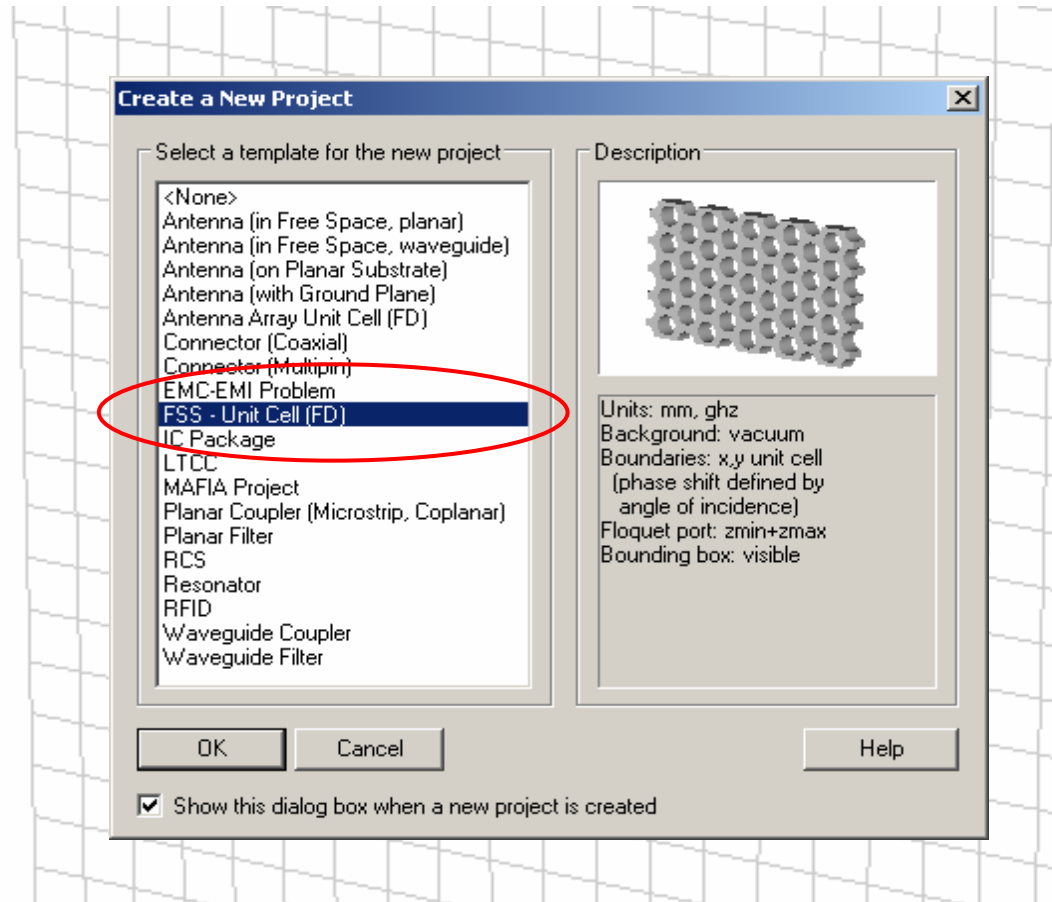 Create a New Project
Select a template for the new project
<None>
Antenna (in Free Space, planar)
Antenna (in Free Space, waveguide)
Antenna (on Planar Substrate)
Antenna (with Ground Plane)
Antenna Array Unit Cell (FD)
Connector (Coaxial)
Connector (Multipin)
EMC-EMI Problem
FSS - Unit Cell (FD)
IC Package
LTCC
MAFIA Project
Planar Coupler (Microstrip, Coplanar)
Planar Filter
RCS
Resonator
RFID
Waveguide Coupler
Waveguide Filter
Description
Units: mm, ghz
Background: vacuum
Boundaries: x,y unit cell
(phase shift defined by
angle of incidence)
Floquet port: zmin+zmax
Bounding box: visible
OK
Cancel
Help
Show this dialog box when a new project is created